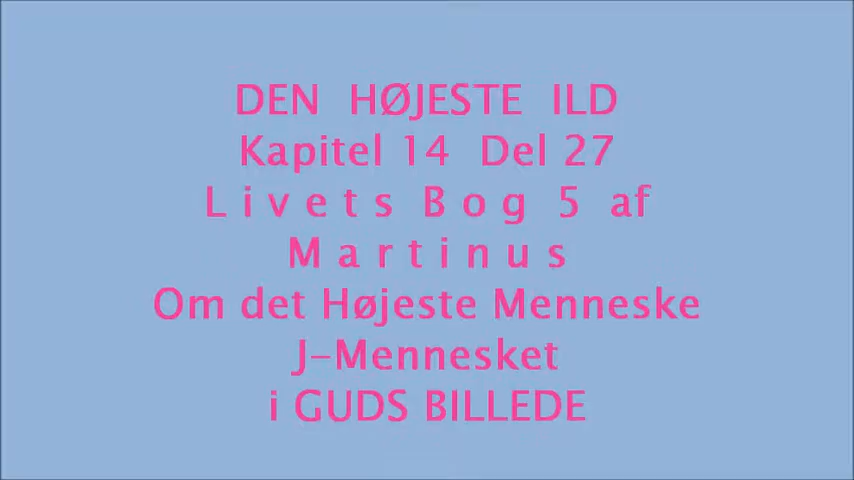 DEN HØJESTE ILD
Kapitel 14 Del 27
L i v e t s B o g 5 af
M a r t i n u s
Om det Højeste Menneske
J-Mennesket
i GUDS BILLEDE